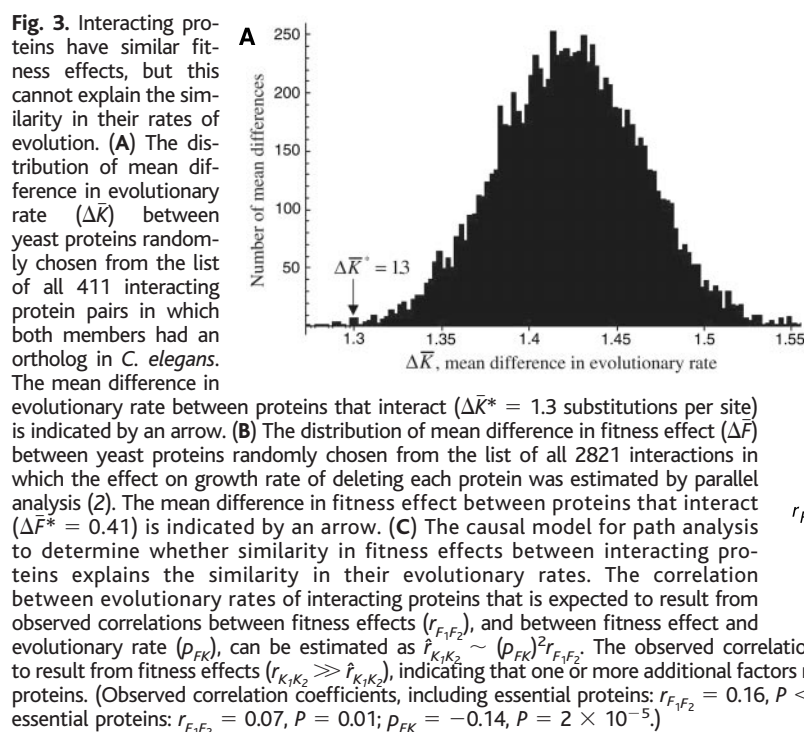 Fig. 3. Interacting pro-
teins have similar fit-
ness effects, but this
cannot explain the sim-
ilarity in their rates of
evolution. (A) The dis-
tribution of mean dif-
ference in evolutionary
rate (ΔK̄) between
yeast proteins random-
ly chosen from the list
of all 411 interacting
protein pairs in which
both members had an
ortholog in C. elegans.
The mean difference in
evolutionary rate between proteins that interact (ΔK̄* = 1.3 substitutions per site)
is indicated by an arrow. (B) The distribution of mean difference in fitness effect (ΔF̄)
between yeast proteins randomly chosen from the list of all 2821 interactions in
which the effect on growth rate of deleting each protein was estimated by parallel
analysis (2). The mean difference in fitness effect between proteins that interact
(ΔF̄* = 0.41) is indicated by an arrow. (C) The causal model for path analysis
to determine whether similarity in fitness effects between interacting pro-
teins explains the similarity in their evolutionary rates. The correlation
between evolutionary rates of interacting proteins that is expected to result from
observed correlations between fitness effects (r_F₁F₂), and between fitness effect and
evolutionary rate (p_FK), can be estimated as r̂_K₁K₂ ~ (p_FK)²r_F₁F₂. The observed correlatio
to result from fitness effects (r_K₁K₂ ≫ r̂_K₁K₂), indicating that one or more additional factors
proteins. (Observed correlation coefficients, including essential proteins: r_F₁F₂ = 0.16, P <
essential proteins: r_F₁F₂ = 0.07, P = 0.01; p_FK = −0.14, P = 2 × 10⁻⁵.)
A
Number of mean differences
250
200
150
100
50
ΔK̄* = 1.3
1.3 1.35 1.4 1.45 1.5 1.55
ΔK̄, mean difference in evolutionary rate